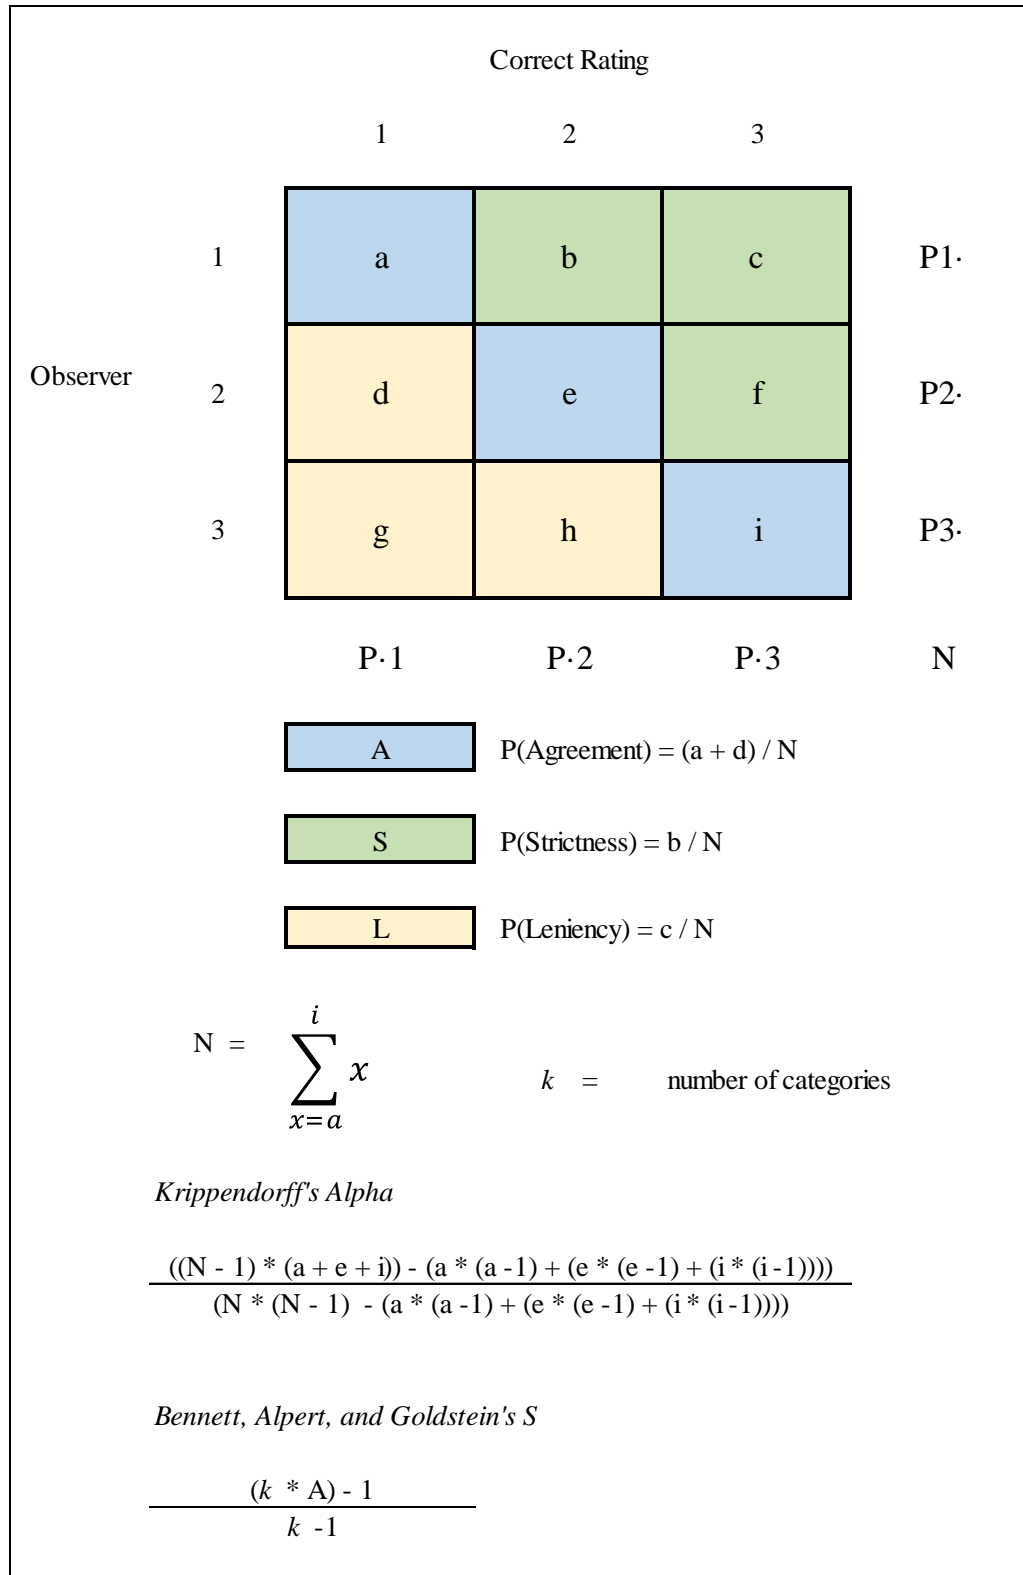 Correct Rating
1 2 3
1 a b c P1·
Observer 2 d e f P2·
3 g h i P3·
P·1 P·2 P·3 N
A P(Agreement) = (a + d) / N
S P(Strictness) = b / N
L P(Leniency) = c / N
i
N = ∑ x k = number of categories
x=a
Krippendorff's Alpha
((N - 1) * (a + e + i)) - (a * (a -1) + (e * (e -1) + (i * (i -1))))
(N * (N - 1) - (a * (a -1) + (e * (e -1) + (i * (i -1))))
Bennett, Alpert, and Goldstein's S
(k * A) - 1
k -1